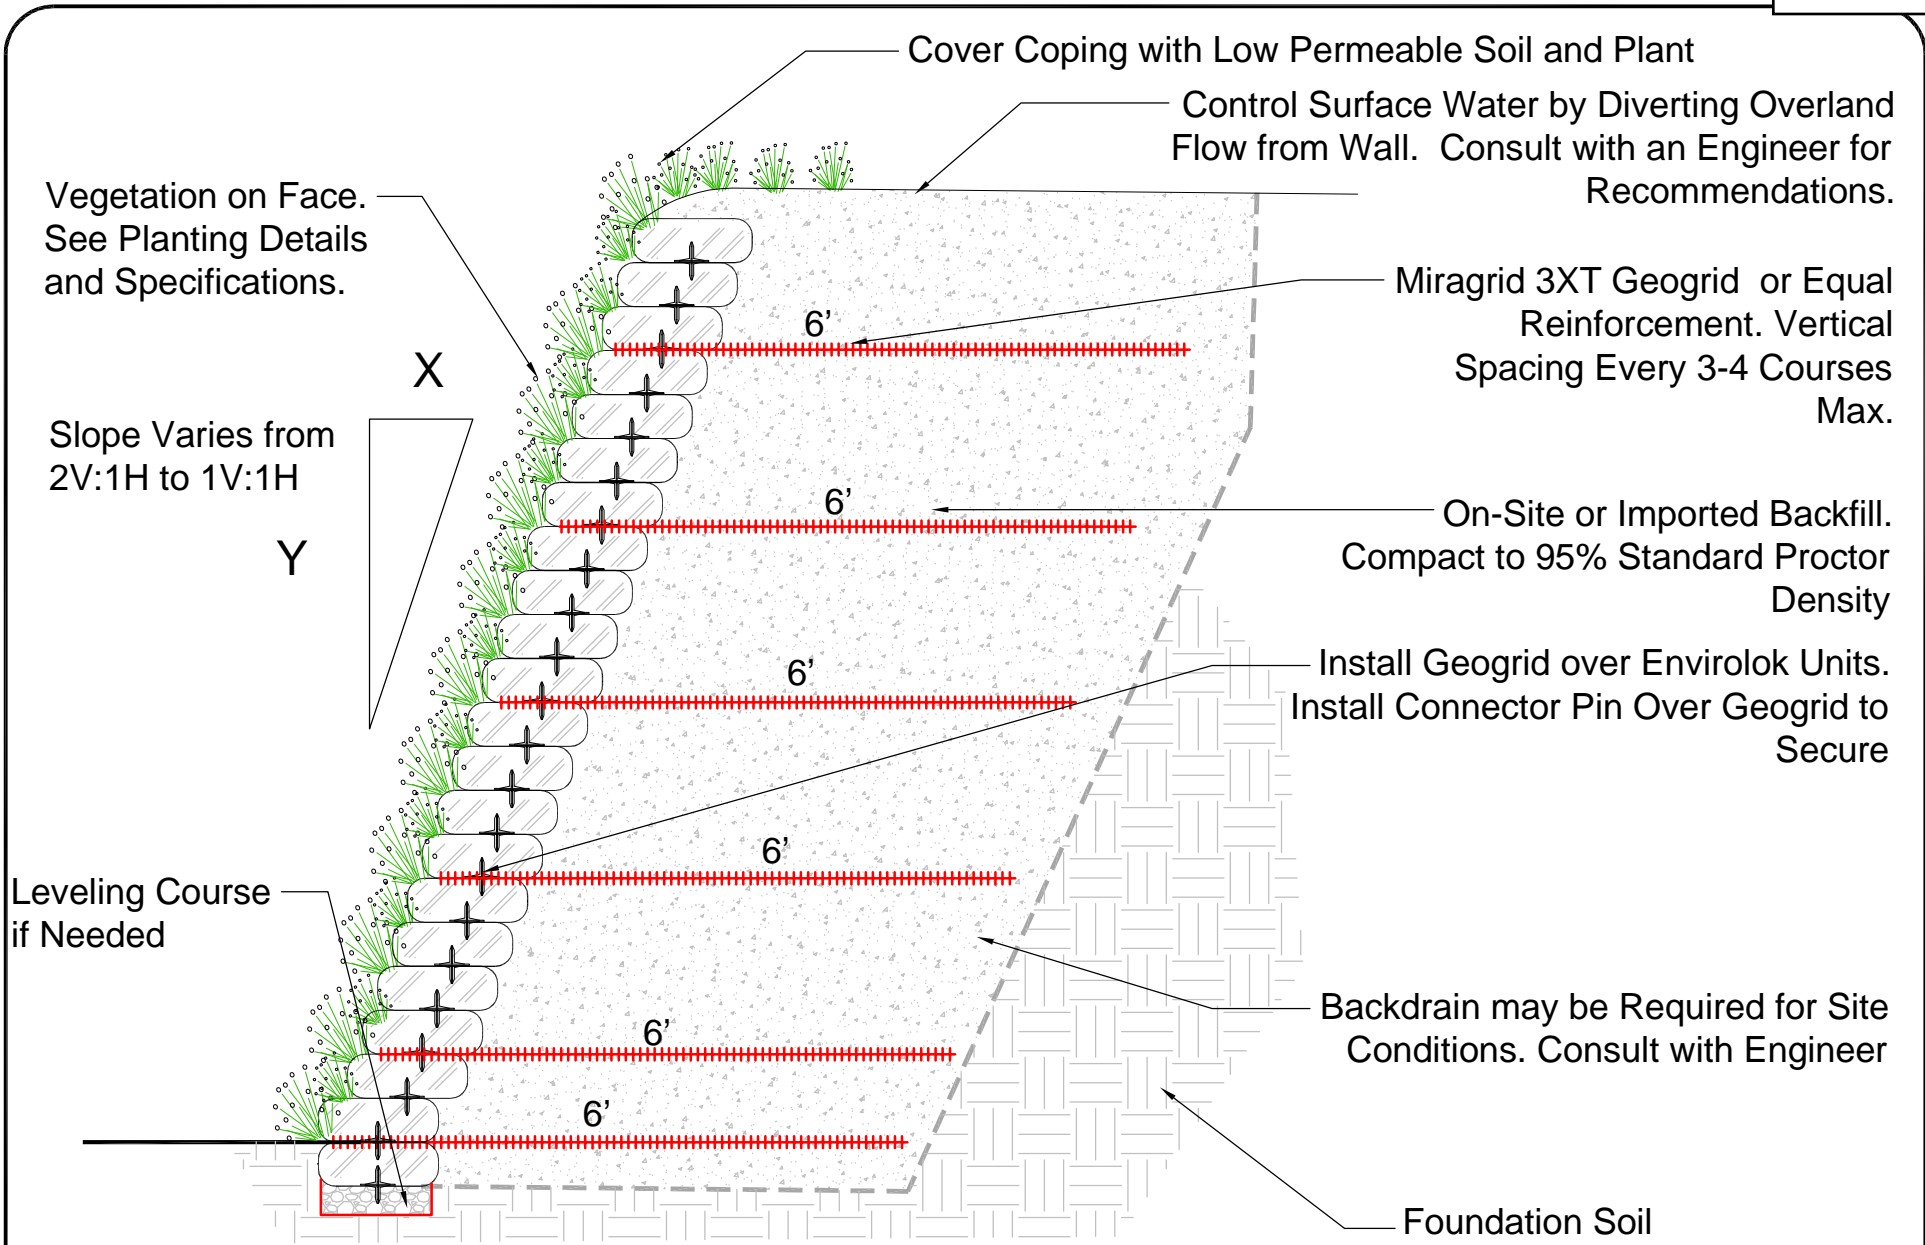 Cover Coping with Low Permeable Soil and Plant
Control Surface Water by Diverting Overland
Flow from Wall.  Consult with an Engineer for
Recommendations.
Vegetation on Face.
See Planting Details
and Specifications.
Miragrid 3XT Geogrid  or Equal
Reinforcement. Vertical
Spacing Every 3-4 Courses
Max.
6’
X
Slope Varies from
2V:1H to 1V:1H
Y
6’
On-Site or Imported Backfill.
Compact to 95% Standard Proctor
Density
6’
Install Geogrid over Envirolok Units.
Install Connector Pin Over Geogrid to
Secure
6’
Leveling Course
if Needed
6’
Backdrain may be Required for Site
Conditions. Consult with Engineer
6’
Foundation Soil